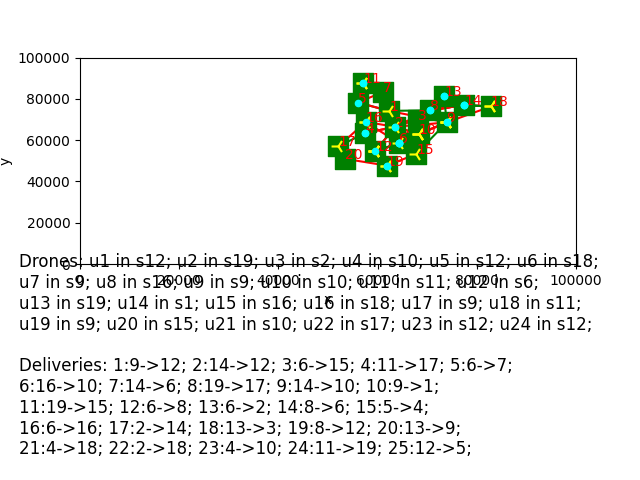 100000
80000
60000
40000
20000
0
y
0 20000 40000 60000 80000 100000
x
Drones: u1 in s12; u2 in s19; u3 in s2; u4 in s10; u5 in s12; u6 in s18;
u7 in s9; u8 in s16; u9 in s9; u10 in s10; u11 in s11; u12 in s6;
u13 in s19; u14 in s1; u15 in s16; u16 in s18; u17 in s9; u18 in s11;
u19 in s9; u20 in s15; u21 in s10; u22 in s17; u23 in s12; u24 in s12;
Deliveries: 1:9->12; 2:14->12; 3:6->15; 4:11->17; 5:6->7;
6:16->10; 7:14->6; 8:19->17; 9:14->10; 10:9->1;
11:19->15; 12:6->8; 13:6->2; 14:8->6; 15:5->4;
16:6->16; 17:2->14; 18:13->3; 19:8->12; 20:13->9;
21:4->18; 22:2->18; 23:4->10; 24:11->19; 25:12->5;